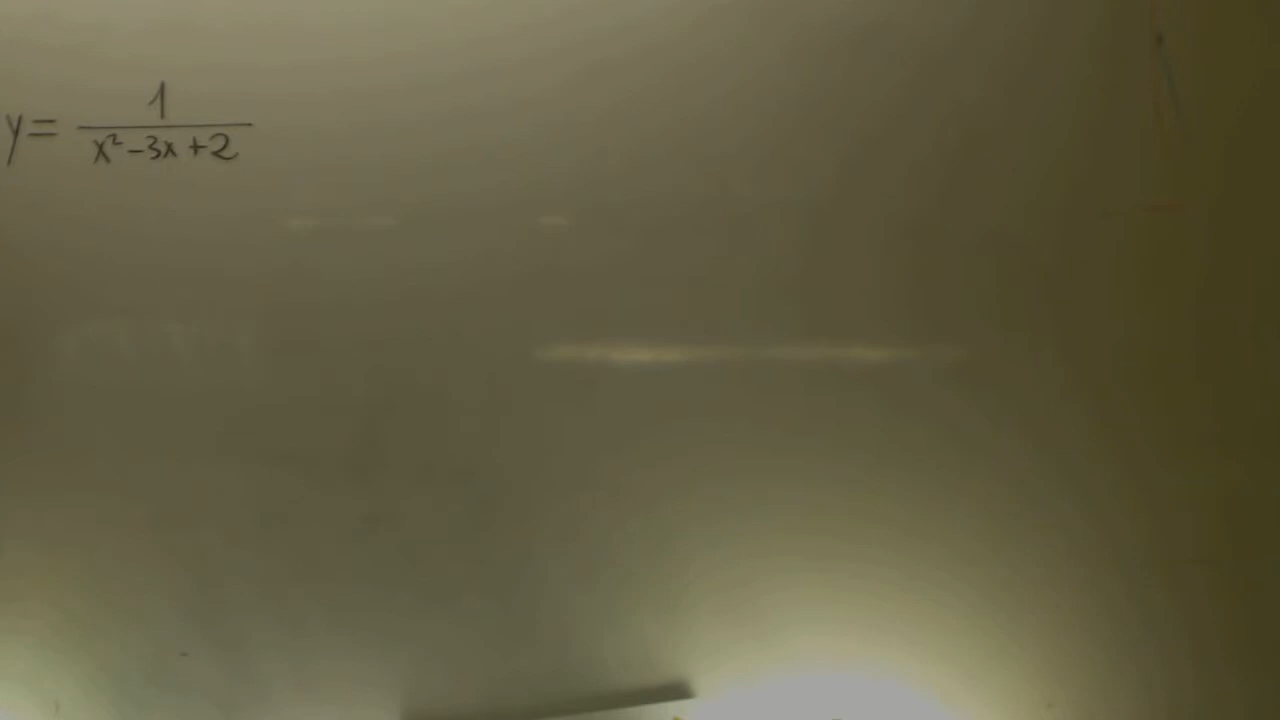 y = 1 / (x² - 3x + 2)